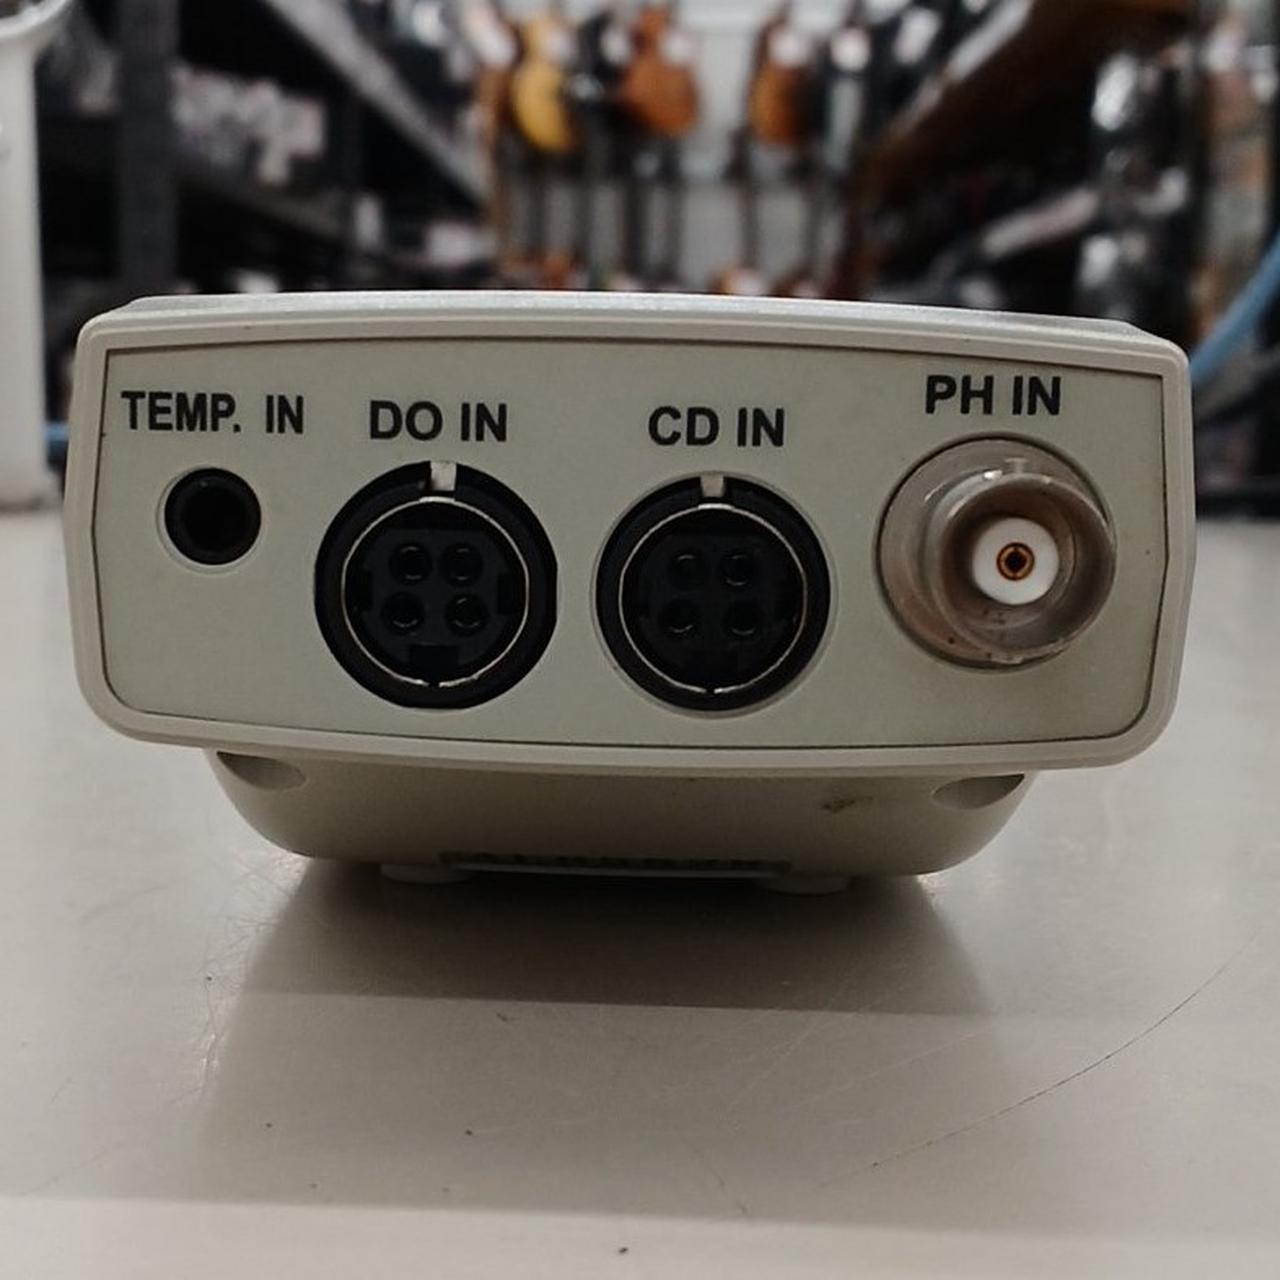 TEMP. IN
DO IN
CD IN
PH IN